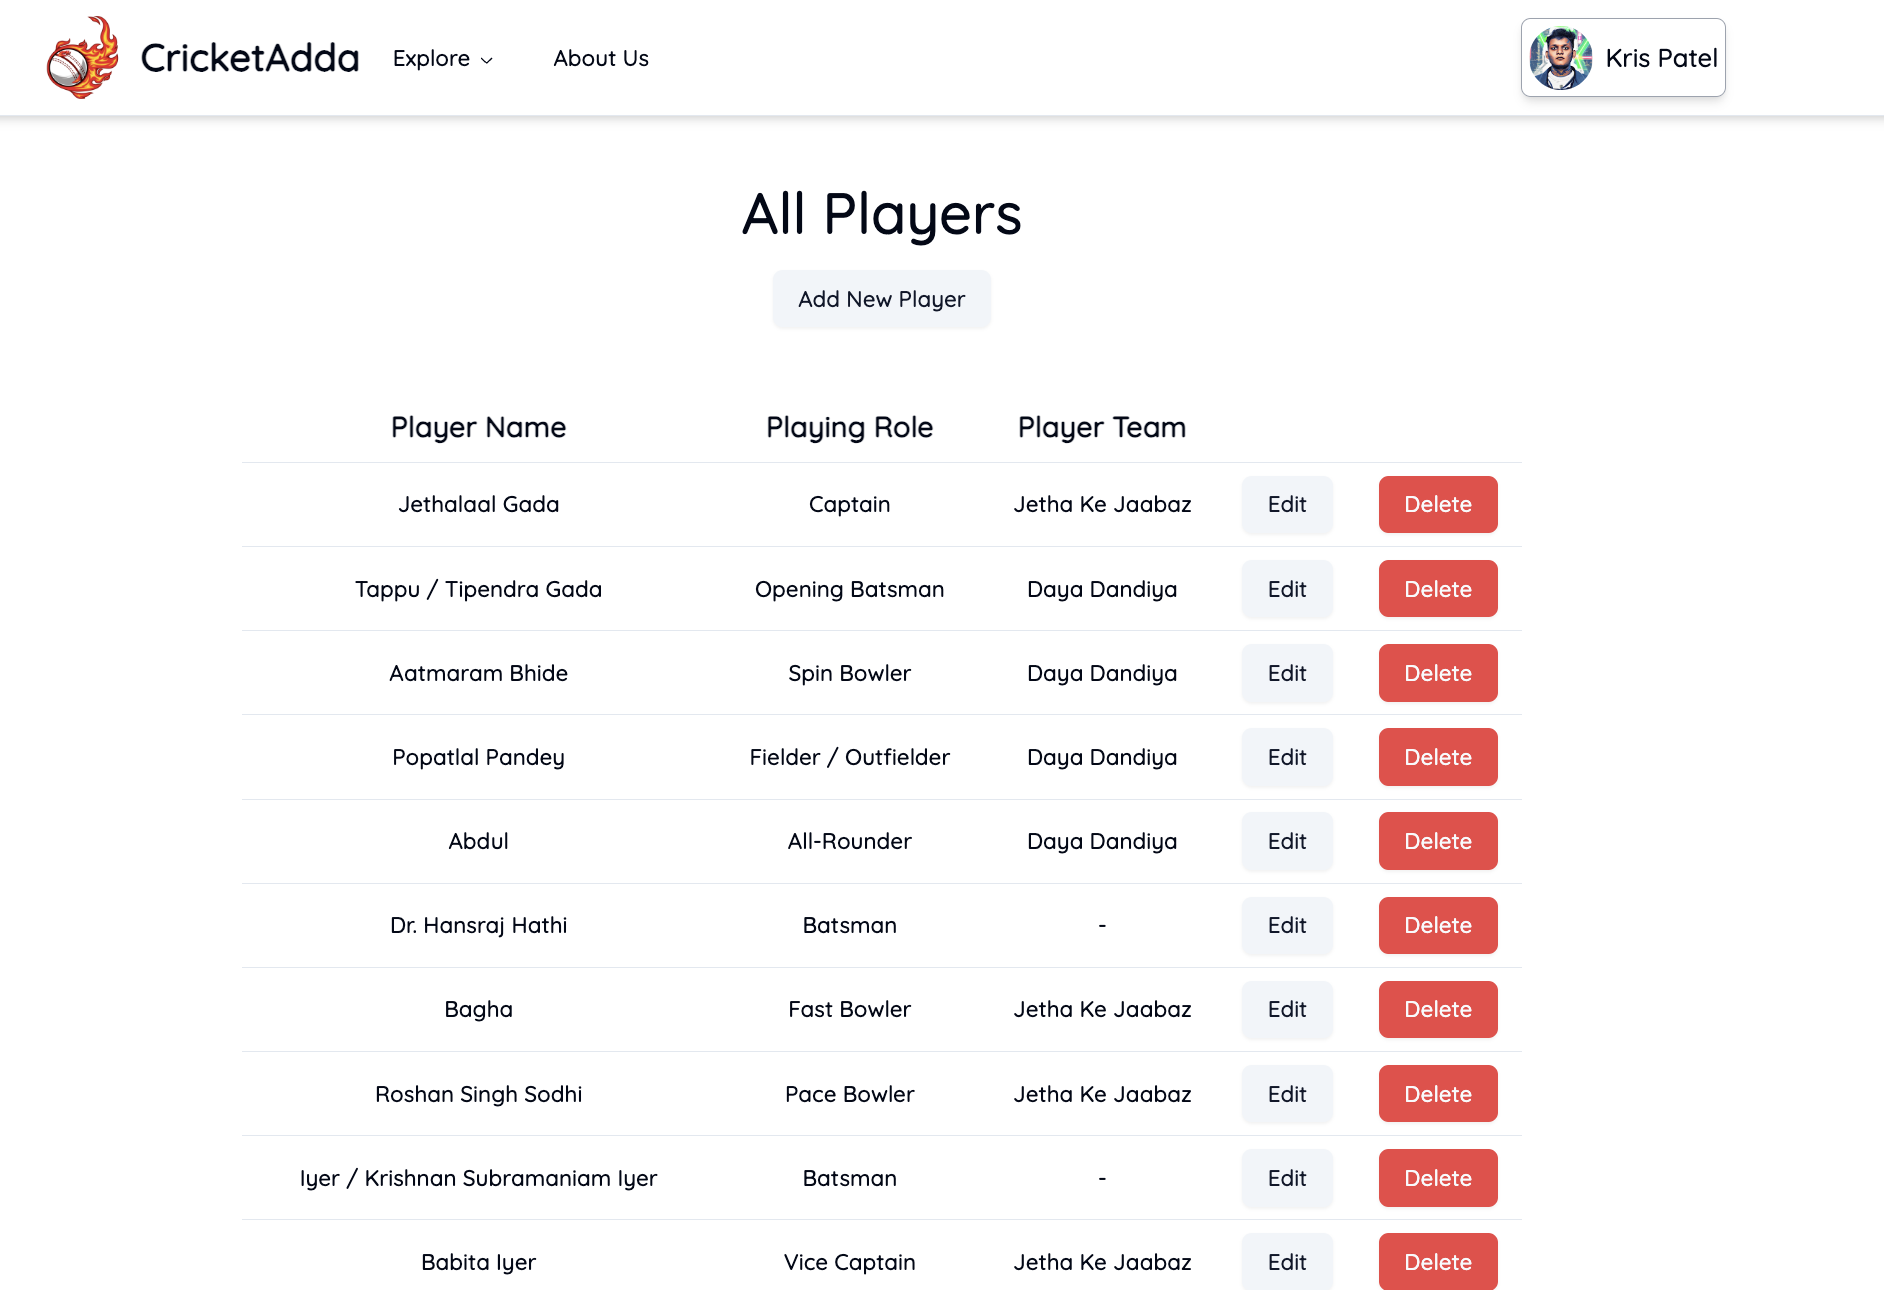 CricketAdda Explore About Us Kris Patel
All Players
Add New Player
Player Name Playing Role Player Team
Jethalaal Gada Captain Jetha Ke Jaabaz Edit Delete
Tappu / Tipendra Gada Opening Batsman Daya Dandiya Edit Delete
Aatmaram Bhide Spin Bowler Daya Dandiya Edit Delete
Popatlal Pandey Fielder / Outfielder Daya Dandiya Edit Delete
Abdul All-Rounder Daya Dandiya Edit Delete
Dr. Hansraj Hathi Batsman - Edit Delete
Bagha Fast Bowler Jetha Ke Jaabaz Edit Delete
Roshan Singh Sodhi Pace Bowler Jetha Ke Jaabaz Edit Delete
Iyer / Krishnan Subramaniam Iyer Batsman - Edit Delete
Babita Iyer Vice Captain Jetha Ke Jaabaz Edit Delete